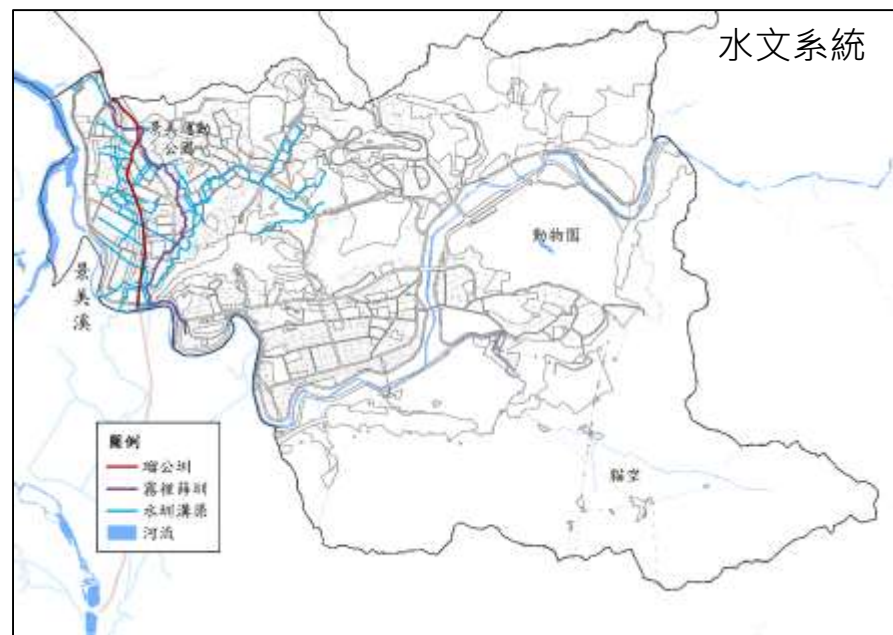 水文系統
景美運動
公園
動物園
景美溪
貓空
圖例
瑠公圳
霧裡薛圳
水圳溝渠
河流